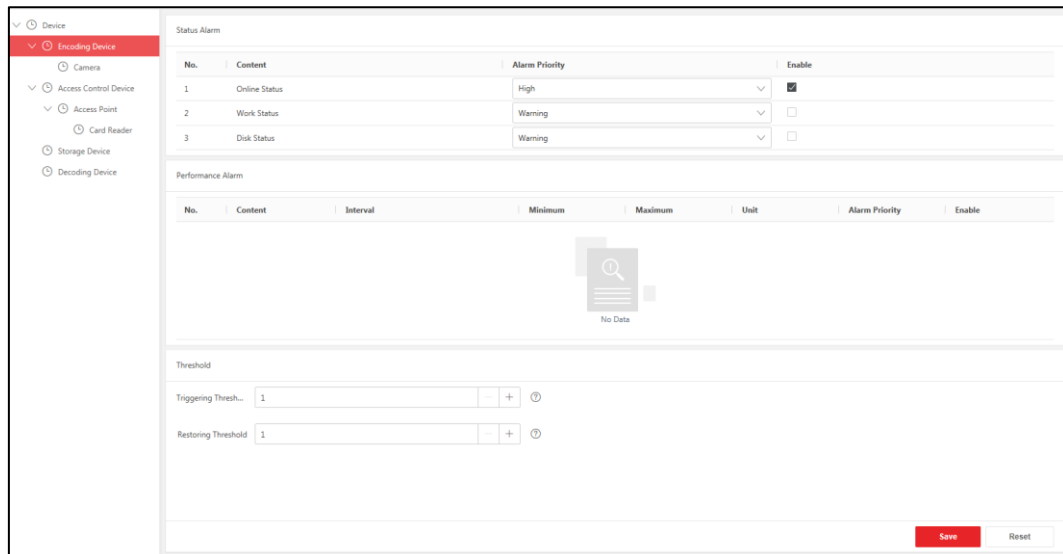 Device
Encoding Device
Camera
Access Control Device
Access Point
Card Reader
Storage Device
Decoding Device
Status Alarm
No. Content Alarm Priority Enable
1 Online Status High
2 Work Status Warning
3 Disk Status Warning
Performance Alarm
No. Content Interval Minimum Maximum Unit Alarm Priority Enable
No Data
Threshold
Triggering Thresh... 1
Restoring Threshold 1
Save Reset